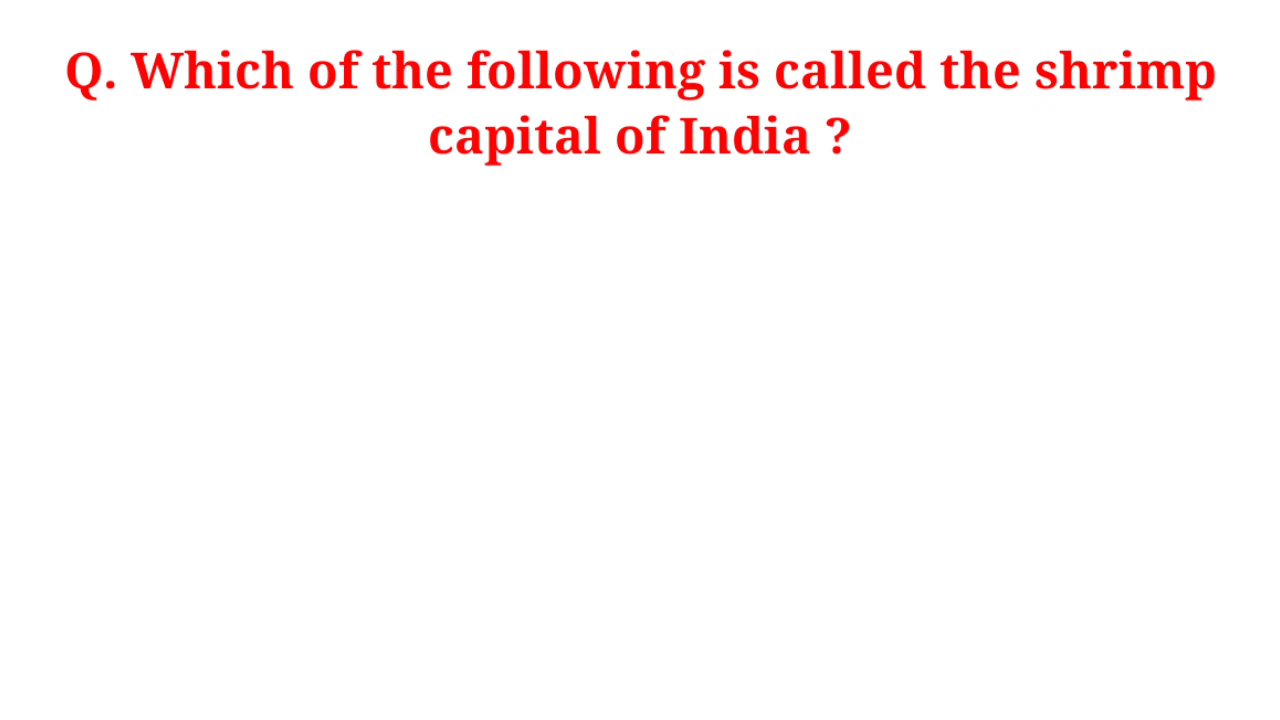 Q. Which of the following is called the shrimp
capital of India ?